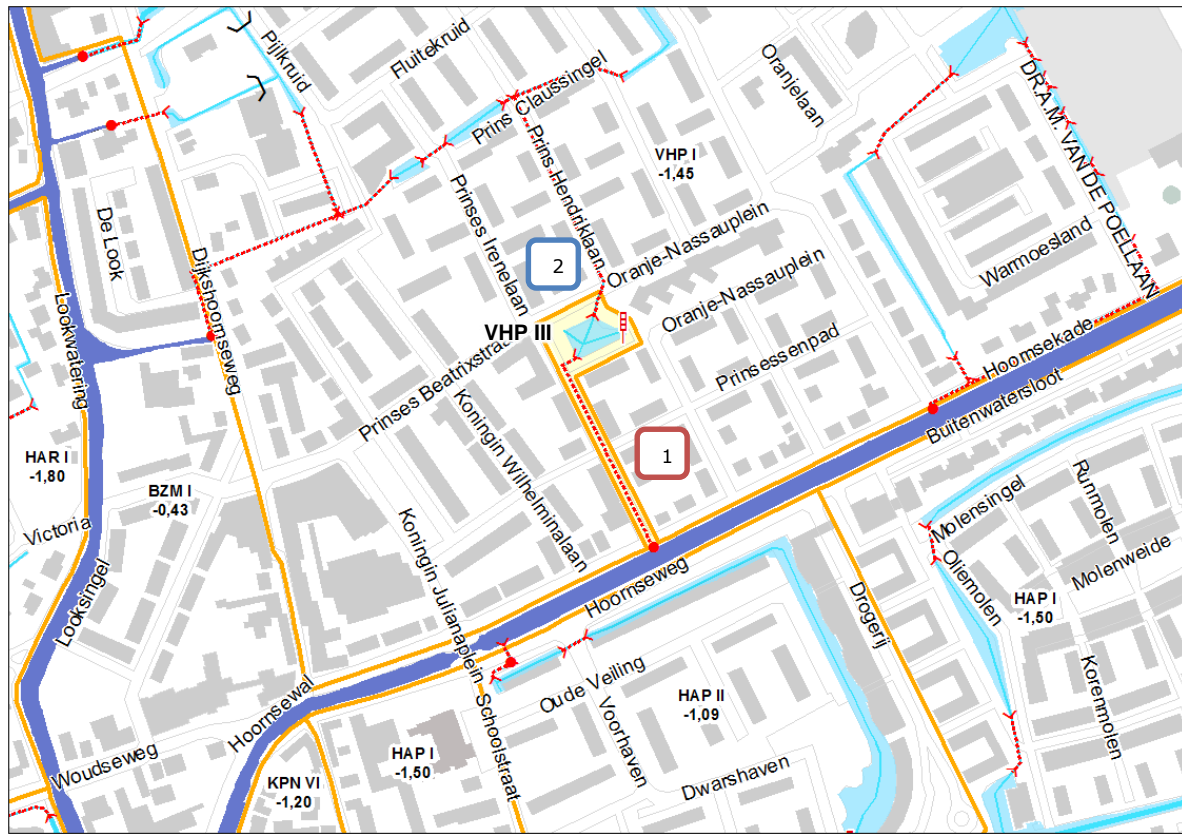 Pijlkruid
Fluitekruid
Prins Claussingel
Oranjelaan
DR.A.M. VAN DE POELLAAN
VHP I
-1,45
Prins Hendriklaan
Prinses Irenelaan
De Look
Dijkshoornseweg
Lookwatering
2
Oranje-Nassauplein
Oranje-Nassauplein
Warmoesland
VHP III
Prinses Beatrixstraat
Prinsessenpad
Hoornsekade
Buitenwatersloot
HAR I
-1,80
BZM I
-0,43
Victoria
Koningin Wilhelminalaan
1
Koningin Julianaplein
Hoornseweg
Looksingel
Molensingel
Runmolen
Molenweide
Oliemolen
HAP I
-1,50
Drogerij
Korenmolen
Oude Veiling
HAP II
-1,09
Voorhaven
Dwarshaven
Schoolstraat
Hoornsewal
Woudseweg
HAP I
-1,50
KPN VI
-1,20